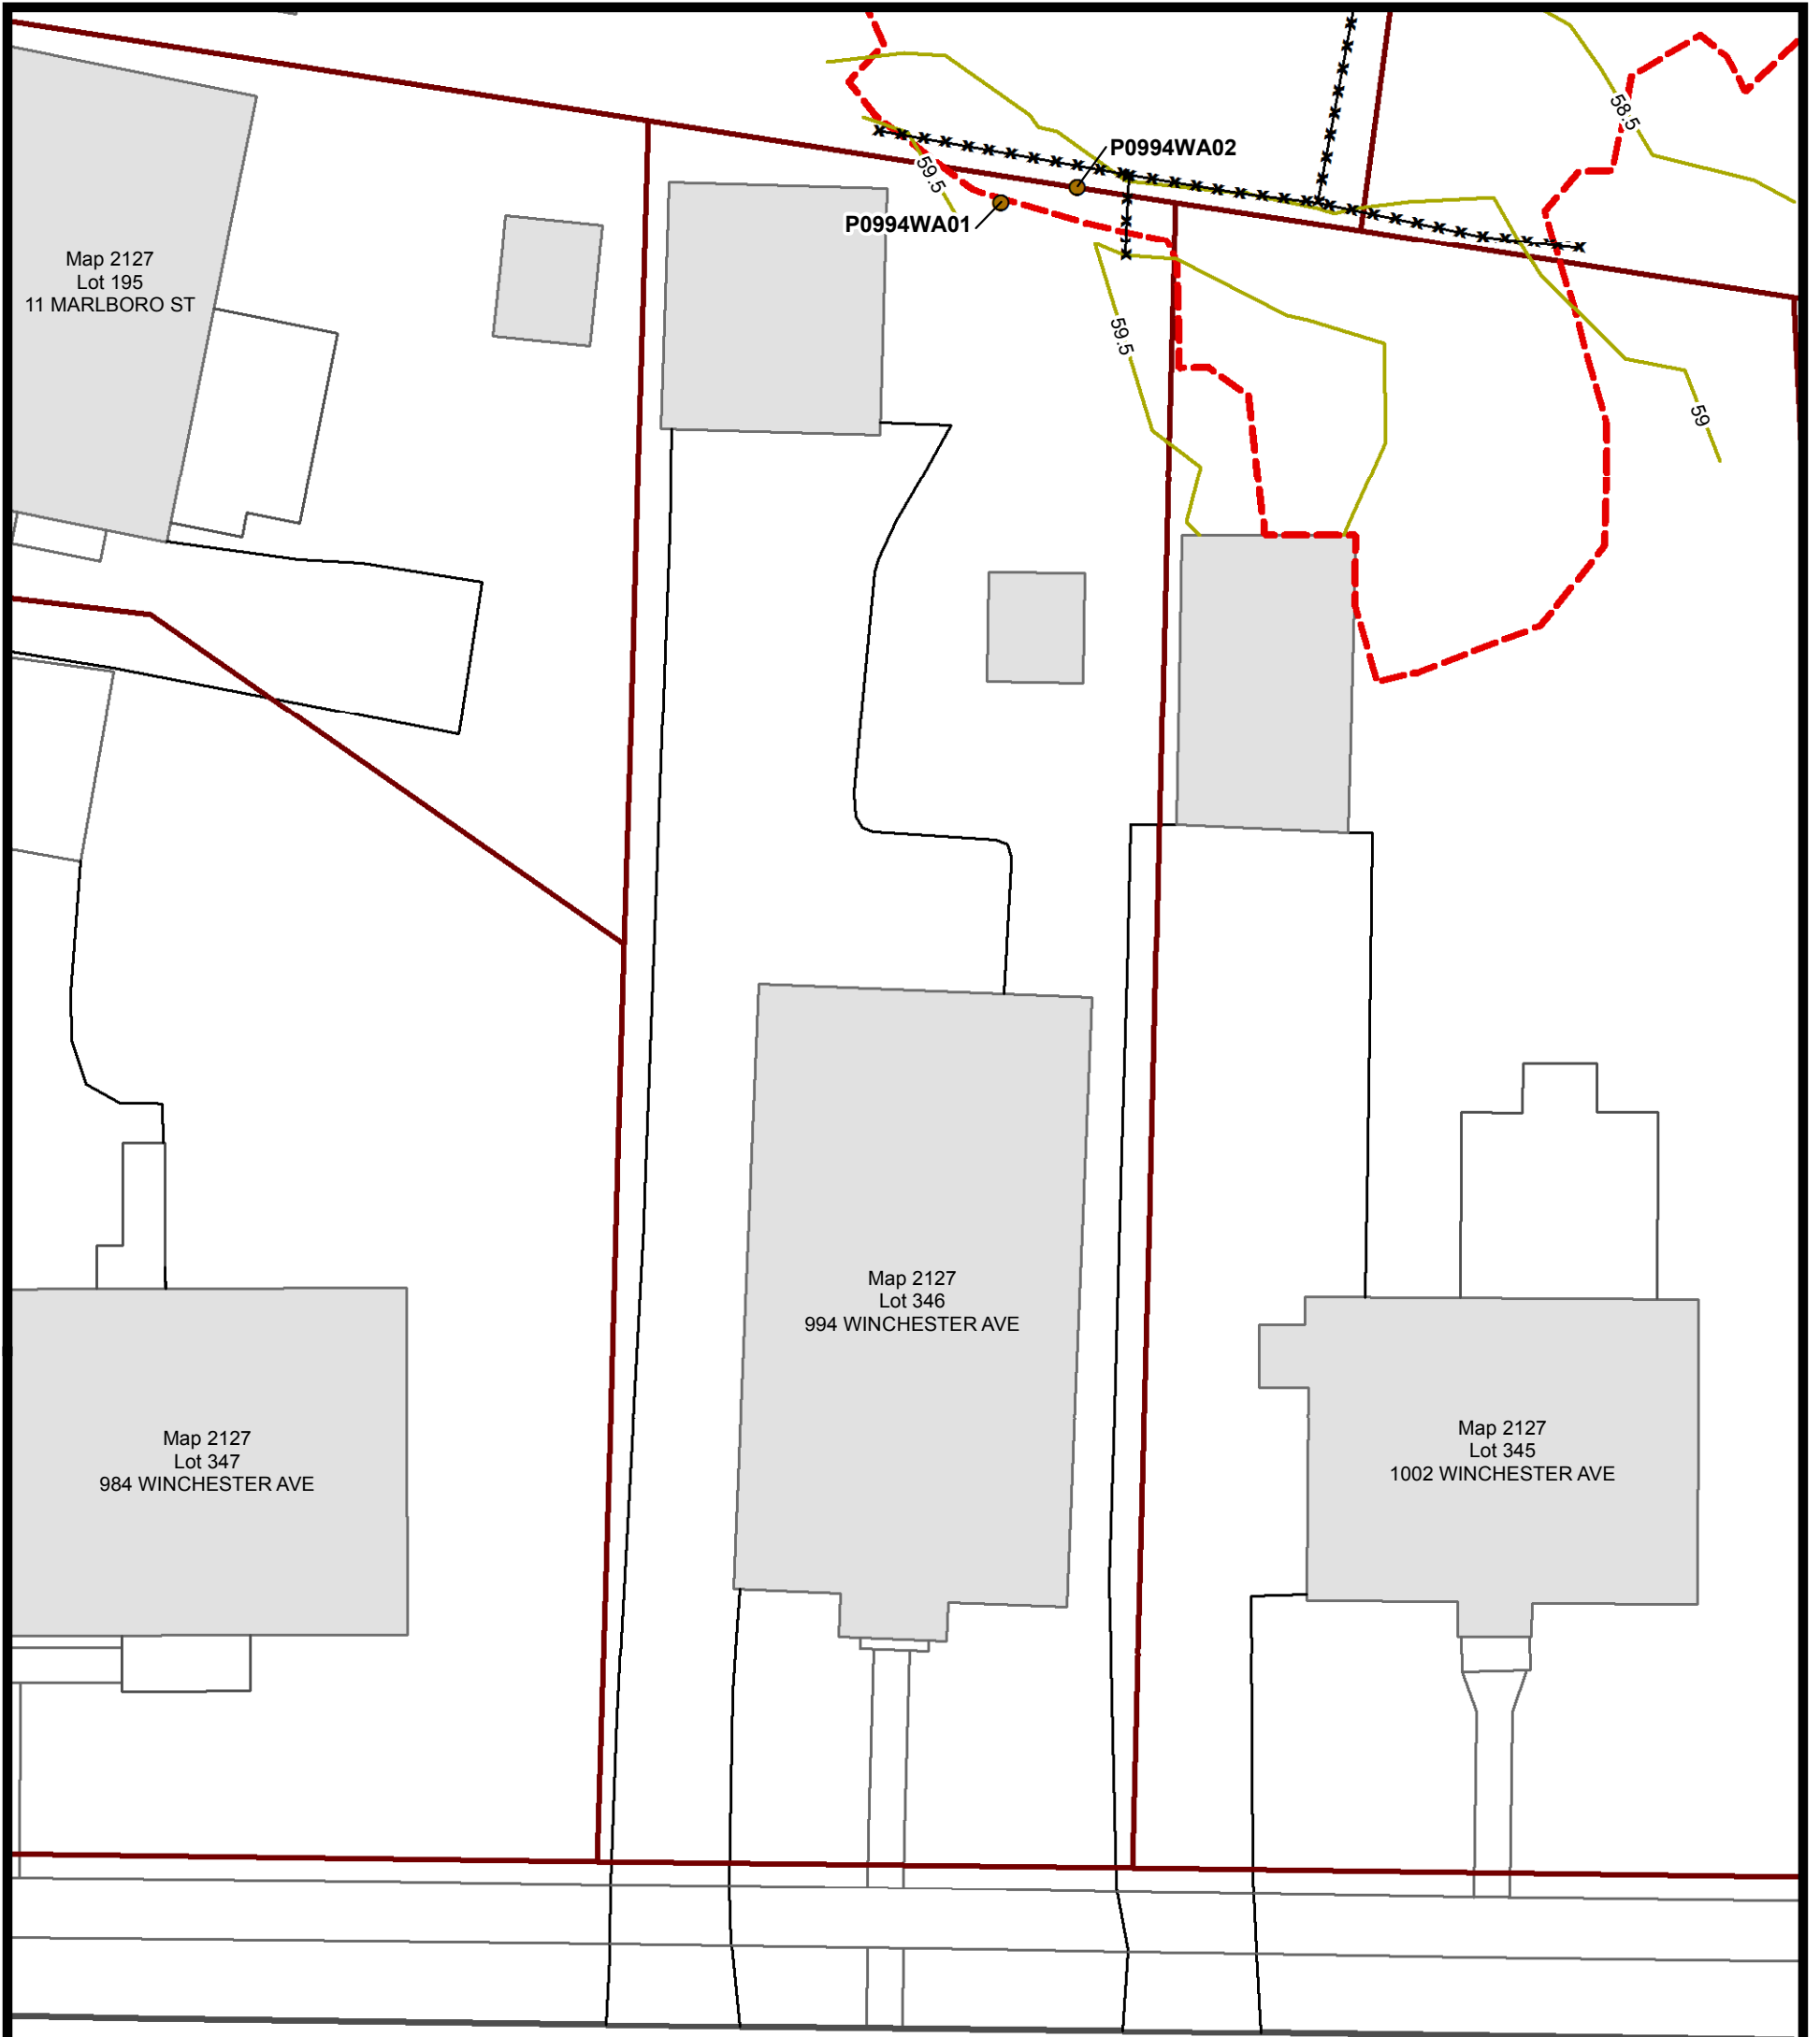 58.5
P0994WA02
59.5
P0994WA01
Map 2127
Lot 195
11 MARLBORO ST
59.5
59
Map 2127
Lot 346
994 WINCHESTER AVE
Map 2127
Lot 347
984 WINCHESTER AVE
Map 2127
Lot 345
1002 WINCHESTER AVE